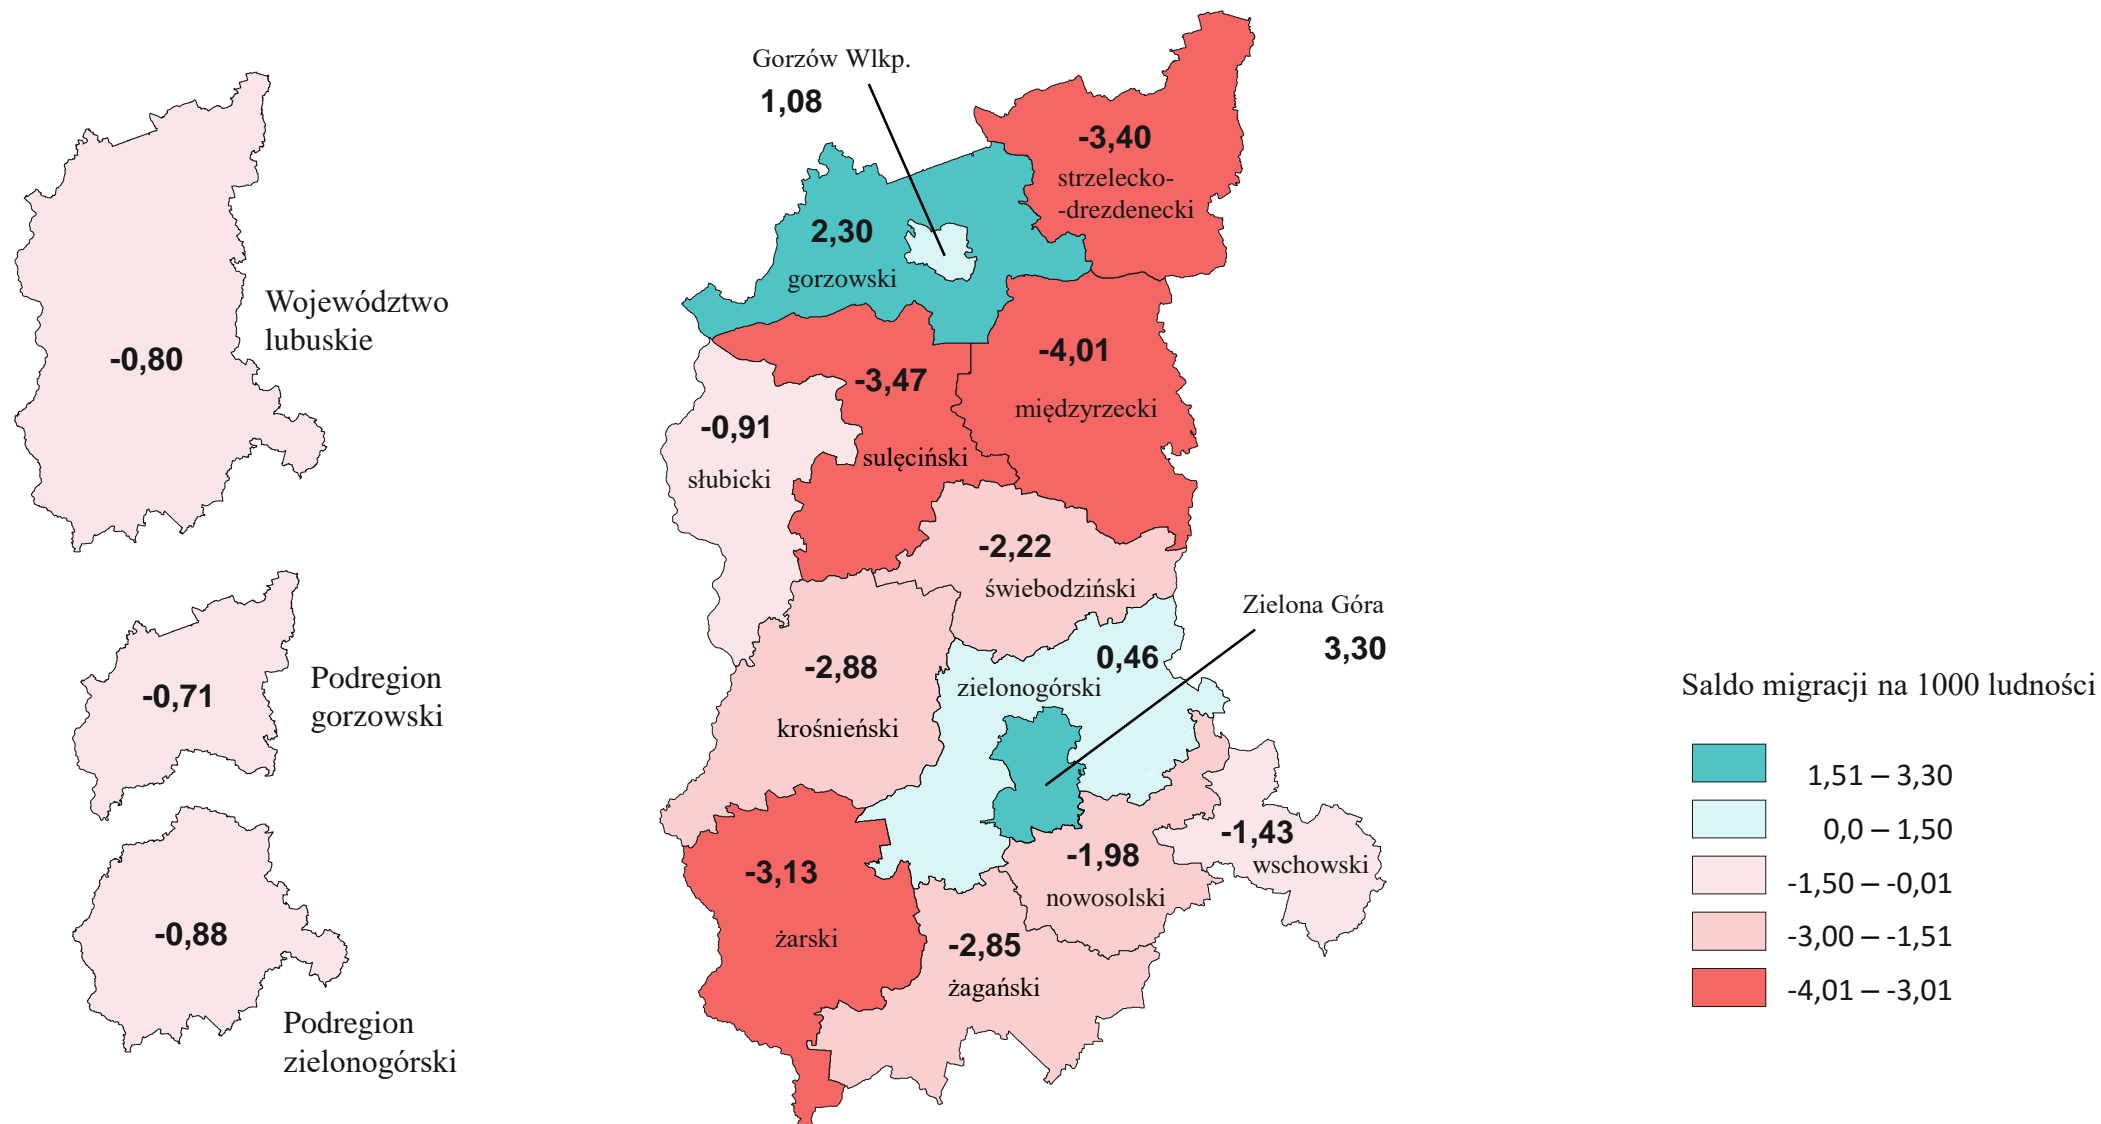 Województwo
lubuskie
-0,80
Podregion
gorzowski
-0,71
Podregion
zielonogórski
-0,88
Gorzów Wlkp.
1,08
-3,40
strzelecko-
-drezdenecki
2,30
gorzowski
-4,01
międzyrzecki
-3,47
sulęciński
-0,91
słubicki
-2,22
świebodziński
Zielona Góra
3,30
0,46
zielonogórski
-2,88
krośnieński
-1,43
wschowski
-1,98
nowosolski
-3,13
żarski
-2,85
żagański
Saldo migracji na 1000 ludności
1,51 – 3,30
0,0 – 1,50
-1,50 – -0,01
-3,00 – -1,51
-4,01 – -3,01